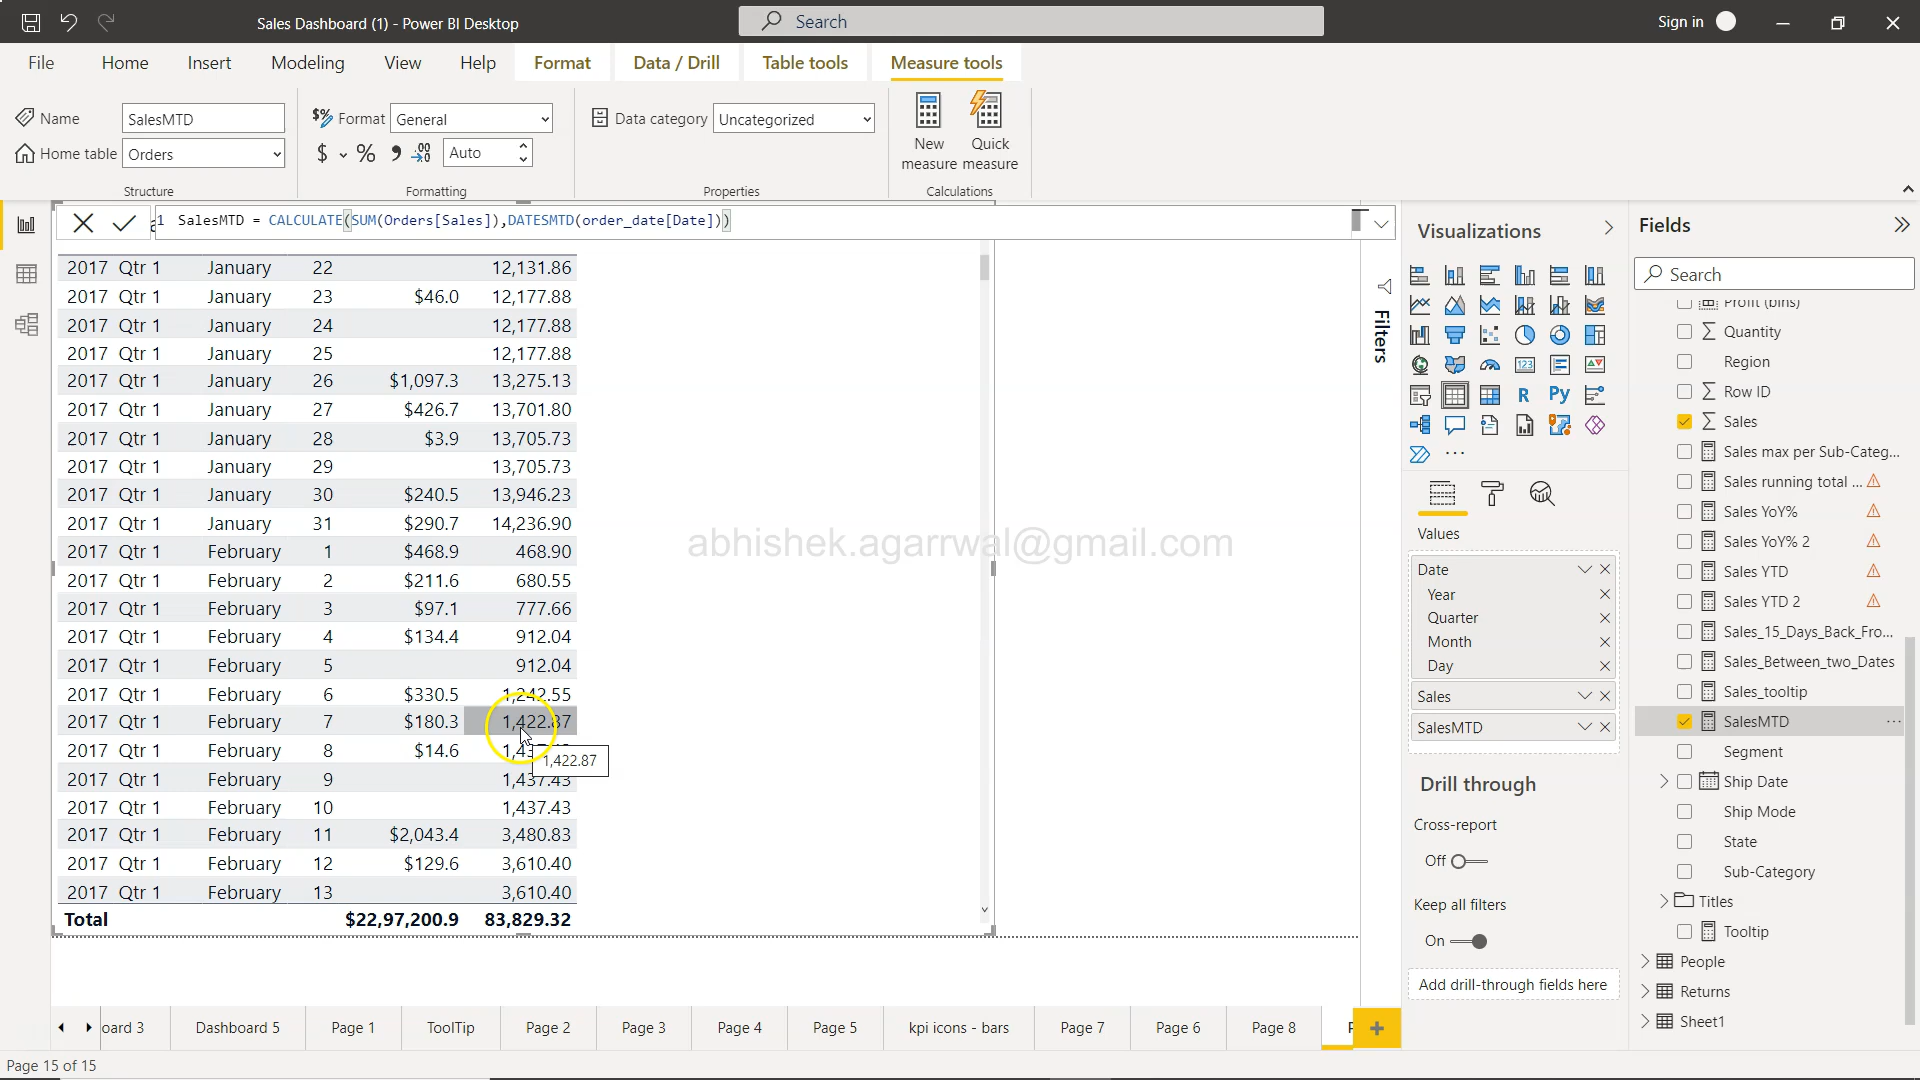 Sales Dashboard (1) - Power BI Desktop
Search
Sign in
File Home Insert Modeling View Help Format Data / Drill Table tools Measure tools
Name SalesMTD
Home table Orders
Structure
$% Format General
$ % , .00 Auto
Formatting
Data category Uncategorized
Properties
New measure
Quick measure
Calculations
1 SalesMTD = CALCULATE(SUM(Orders[Sales]),DATESMTD(order_date[Date]))
2017 Qtr 1 January 22 12,131.86
2017 Qtr 1 January 23 $46.0 12,177.88
2017 Qtr 1 January 24 12,177.88
2017 Qtr 1 January 25 12,177.88
2017 Qtr 1 January 26 $1,097.3 13,275.13
2017 Qtr 1 January 27 $426.7 13,701.80
2017 Qtr 1 January 28 $3.9 13,705.73
2017 Qtr 1 January 29 13,705.73
2017 Qtr 1 January 30 $240.5 13,946.23
2017 Qtr 1 January 31 $290.7 14,236.90
2017 Qtr 1 February 1 $468.9 468.90
2017 Qtr 1 February 2 $211.6 680.55
2017 Qtr 1 February 3 $97.1 777.66
2017 Qtr 1 February 4 $134.4 912.04
2017 Qtr 1 February 5 912.04
2017 Qtr 1 February 6 $330.5 1,242.55
2017 Qtr 1 February 7 $180.3 1,422.87
2017 Qtr 1 February 8 $14.6
1,422.87
2017 Qtr 1 February 9 1,437.43
2017 Qtr 1 February 10 1,437.43
2017 Qtr 1 February 11 $2,043.4 3,480.83
2017 Qtr 1 February 12 $129.6 3,610.40
2017 Qtr 1 February 13 3,610.40
Total $22,97,200.9 83,829.32
abhishek.agarrwal@gmail.com
Filters
Visualizations
123
R Py
Values
Date
Year
Quarter
Month
Day
Sales
SalesMTD
Drill through
Cross-report
Off
Keep all filters
On
Add drill-through fields here
Fields
Search
Profit (bins)
Quantity
Region
Row ID
Sales
Sales max per Sub-Categ...
Sales running total ...
Sales YoY%
Sales YoY% 2
Sales YTD
Sales YTD 2
Sales_15_Days_Back_Fro...
Sales_Between_two_Dates
Sales_tooltip
SalesMTD
Segment
Ship Date
Ship Mode
State
Sub-Category
Titles
Tooltip
People
Returns
Sheet1
oard 3 Dashboard 5 Page 1 ToolTip Page 2 Page 3 Page 4 Page 5 kpi icons - bars Page 7 Page 6 Page 8
Page 15 of 15